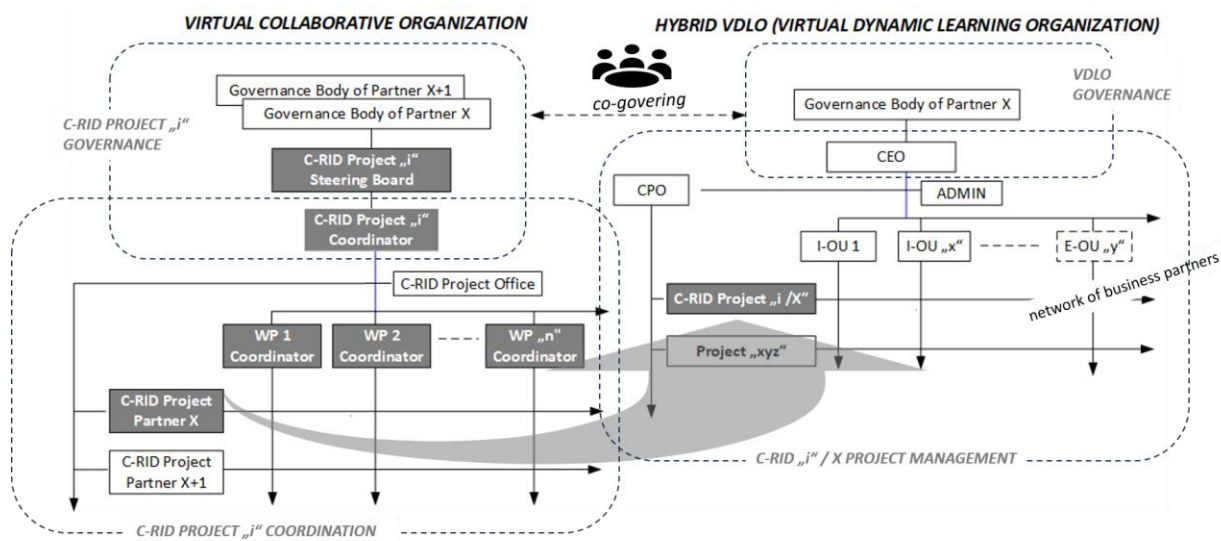 VIRTUAL COLLABORATIVE ORGANIZATION
Governance Body of Partner X+1
Governance Body of Partner X
C-RID PROJECT „i“
GOVERNANCE
C-RID Project „i“
Steering Board
C-RID Project „i“
Coordinator
C-RID Project Office
WP 1
Coordinator
WP 2
Coordinator
WP „n"
Coordinator
C-RID Project
Partner X
C-RID Project
Partner X+1
C-RID PROJECT „i“ COORDINATION
co-govering
HYBRID VDLO (VIRTUAL DYNAMIC LEARNING ORGANIZATION)
VDLO
GOVERNANCE
Governance Body of Partner X
CEO
CPO
ADMIN
I-OU 1
I-OU „x“
E-OU „y“
network of business partners
C-RID Project „i /X“
Project „xyz“
C-RID „i“ / X PROJECT MANAGEMENT